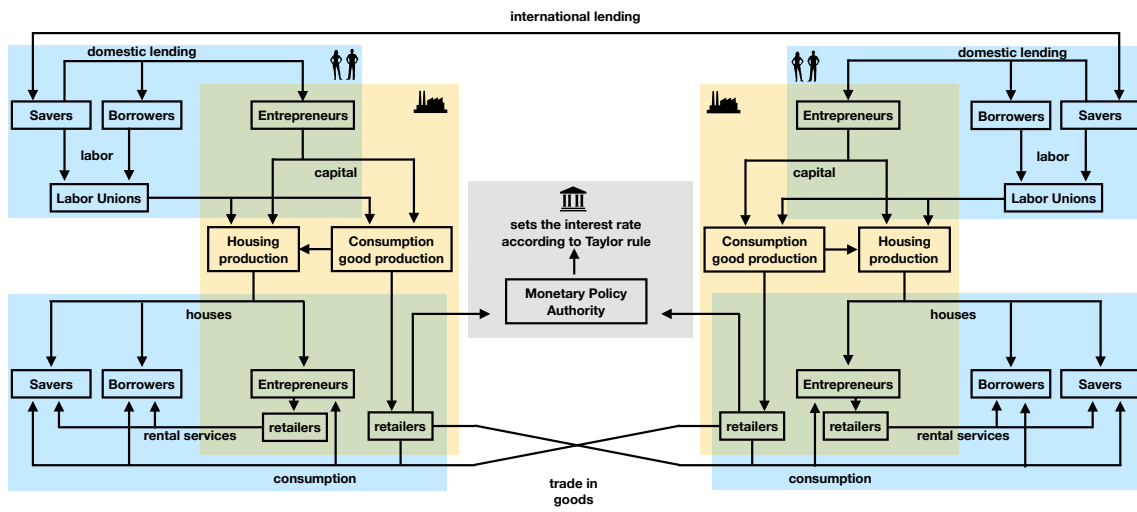 international lending
domestic lending
domestic lending
Savers
Borrowers
Entrepreneurs
Entrepreneurs
Borrowers
Savers
labor
capital
capital
labor
Labor Unions
Labor Unions
sets the interest rate
according to Taylor rule
Housing
production
Consumption
good production
Consumption
good production
Housing
production
Monetary Policy
Authority
houses
houses
Savers
Borrowers
Entrepreneurs
Entrepreneurs
Borrowers
Savers
retailers
retailers
retailers
retailers
rental services
rental services
consumption
consumption
trade in
goods